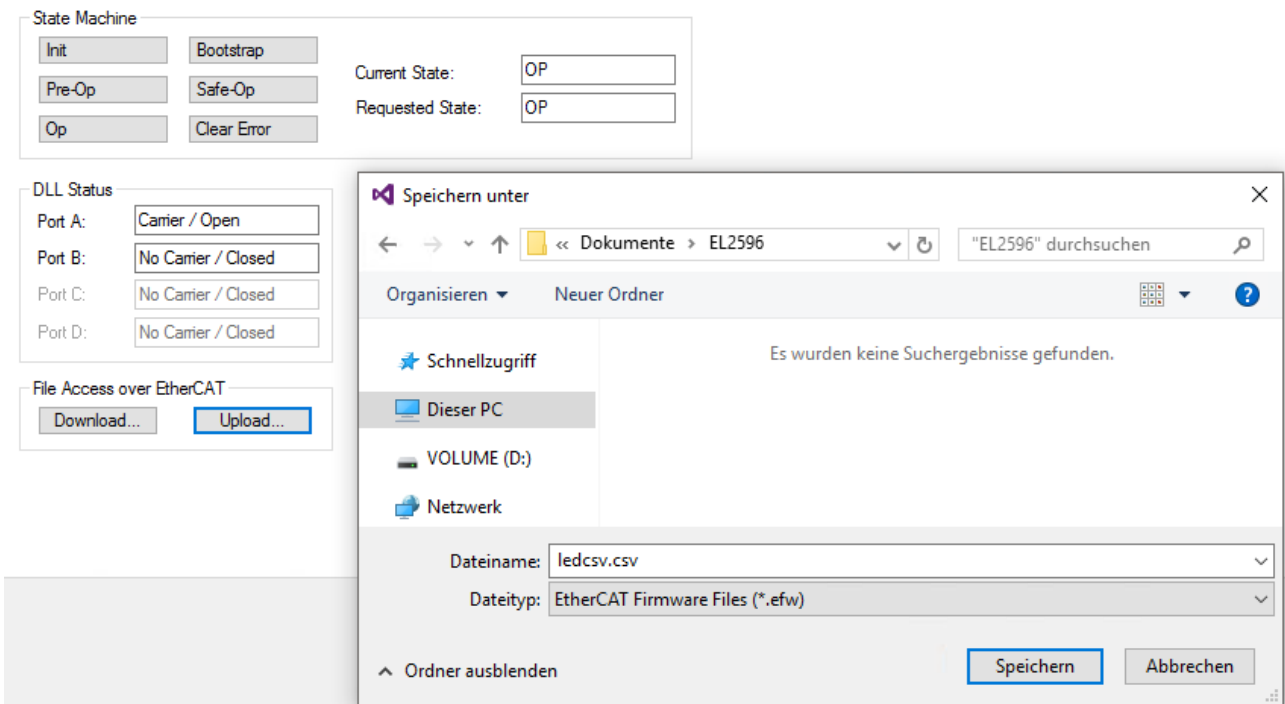 State Machine
Init
Bootstrap
Pre-Op
Safe-Op
Op
Clear Error
Current State:
OP
Requested State:
OP
DLL Status
Port A:
Carrier / Open
Port B:
No Carrier / Closed
Port C:
No Carrier / Closed
Port D:
No Carrier / Closed
File Access over EtherCAT
Download...
Upload...
Speichern unter
« Dokumente > EL2596
"EL2596" durchsuchen
Organisieren
Neuer Ordner
?
Schnellzugriff
Es wurden keine Suchergebnisse gefunden.
Dieser PC
VOLUME (D:)
Netzwerk
Dateiname:
ledcsv.csv
Dateityp:
EtherCAT Firmware Files (*.efw)
Ordner ausblenden
Speichern
Abbrechen